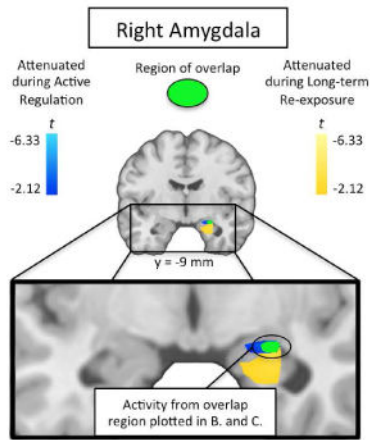 Right Amygdala
Attenuated
during Active
Regulation
Region of overlap
Attenuated
during Long-term
Re-exposure
t
-6.33
-2.12
t
-6.33
-2.12
y = -9 mm
Activity from overlap
region plotted in B. and C.